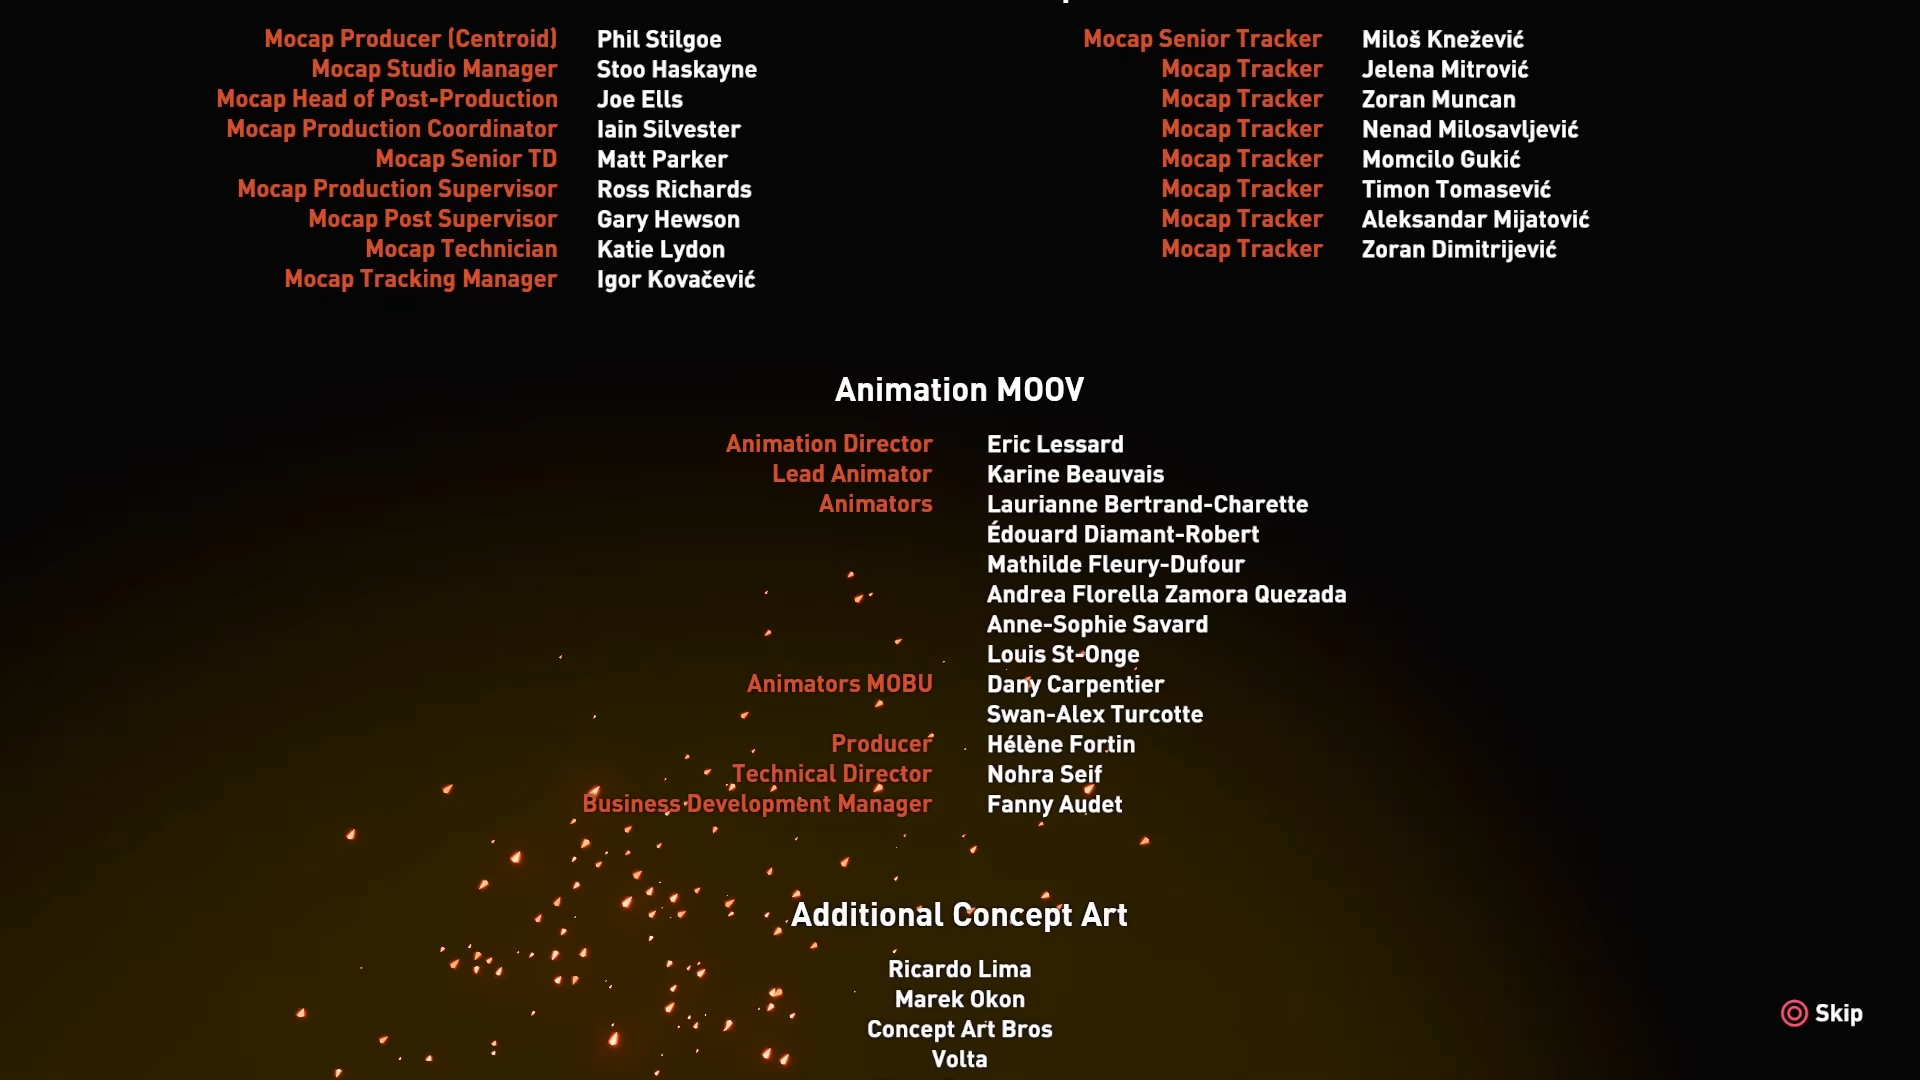 Mocap Producer (Centroid) Phil Stilgoe
Mocap Studio Manager Stoo Haskayne
Mocap Head of Post-Production Joe Ells
Mocap Production Coordinator Iain Silvester
Mocap Senior TD Matt Parker
Mocap Production Supervisor Ross Richards
Mocap Post Supervisor Gary Hewson
Mocap Technician Katie Lydon
Mocap Tracking Manager Igor Kovačević
Mocap Senior Tracker Miloš Knežević
Mocap Tracker Jelena Mitrović
Mocap Tracker Zoran Muncan
Mocap Tracker Nenad Milosavljević
Mocap Tracker Momcilo Gukić
Mocap Tracker Timon Tomasević
Mocap Tracker Aleksandar Mijatović
Mocap Tracker Zoran Dimitrijević
Animation MOOV
Animation Director Eric Lessard
Lead Animator Karine Beauvais
Animators Laurianne Bertrand-Charette
Édouard Diamant-Robert
Mathilde Fleury-Dufour
Andrea Florella Zamora Quezada
Anne-Sophie Savard
Louis St-Onge
Animators MOBU Dany Carpentier
Swan-Alex Turcotte
Producer Hélène Fortin
Technical Director Nohra Seif
Business Development Manager Fanny Audet
Additional Concept Art
Ricardo Lima
Marek Okon
Concept Art Bros
Volta
Skip